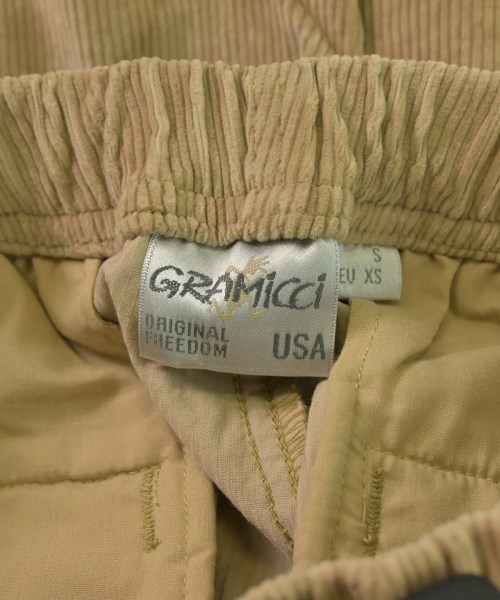 GRAMICCI
ORIGINAL
FREEDOM
USA
S
EU XS